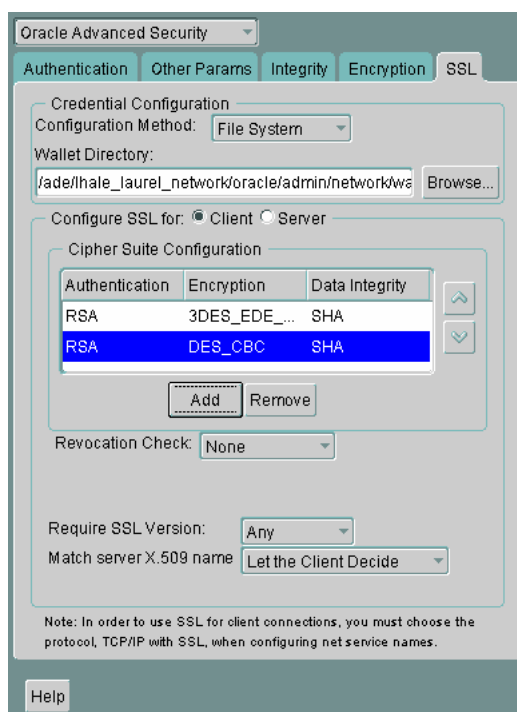 Oracle Advanced Security
Authentication Other Params Integrity Encryption SSL
Credential Configuration
Configuration Method: File System
Wallet Directory:
/ade/lhale_laurel_network/oracle/admin/network/wa Browse...
Configure SSL for: Client Server
Cipher Suite Configuration
Authentication Encryption Data Integrity
RSA 3DES_EDE_... SHA
RSA DES_CBC SHA
Add Remove
Revocation Check: None
Require SSL Version: Any
Match server X.509 name Let the Client Decide
Note: In order to use SSL for client connections, you must choose the
protocol, TCP/IP with SSL, when configuring net service names.
Help